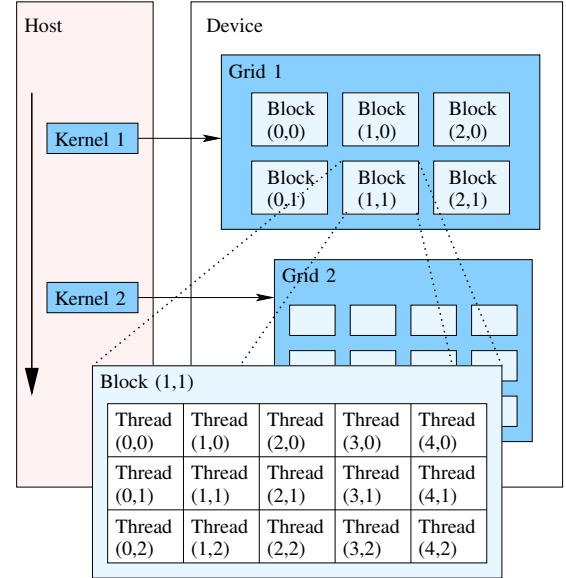 Host
Device
Grid 1
Block Block Block
(0,0) (1,0) (2,0)
Kernel 1
Block Block Block
(0,1) (1,1) (2,1)
Grid 2
Kernel 2
Block (1,1)
Thread Thread Thread Thread Thread
(0,0) (1,0) (2,0) (3,0) (4,0)
Thread Thread Thread Thread Thread
(0,1) (1,1) (2,1) (3,1) (4,1)
Thread Thread Thread Thread Thread
(0,2) (1,2) (2,2) (3,2) (4,2)